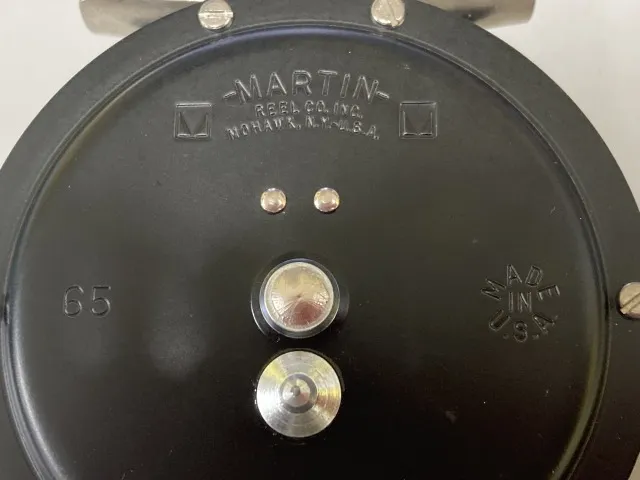 -MARTIN-
REEL CO. INC.
MOHAWK, N.Y.-U.S.A.
65
MADE
IN
U.S.A.